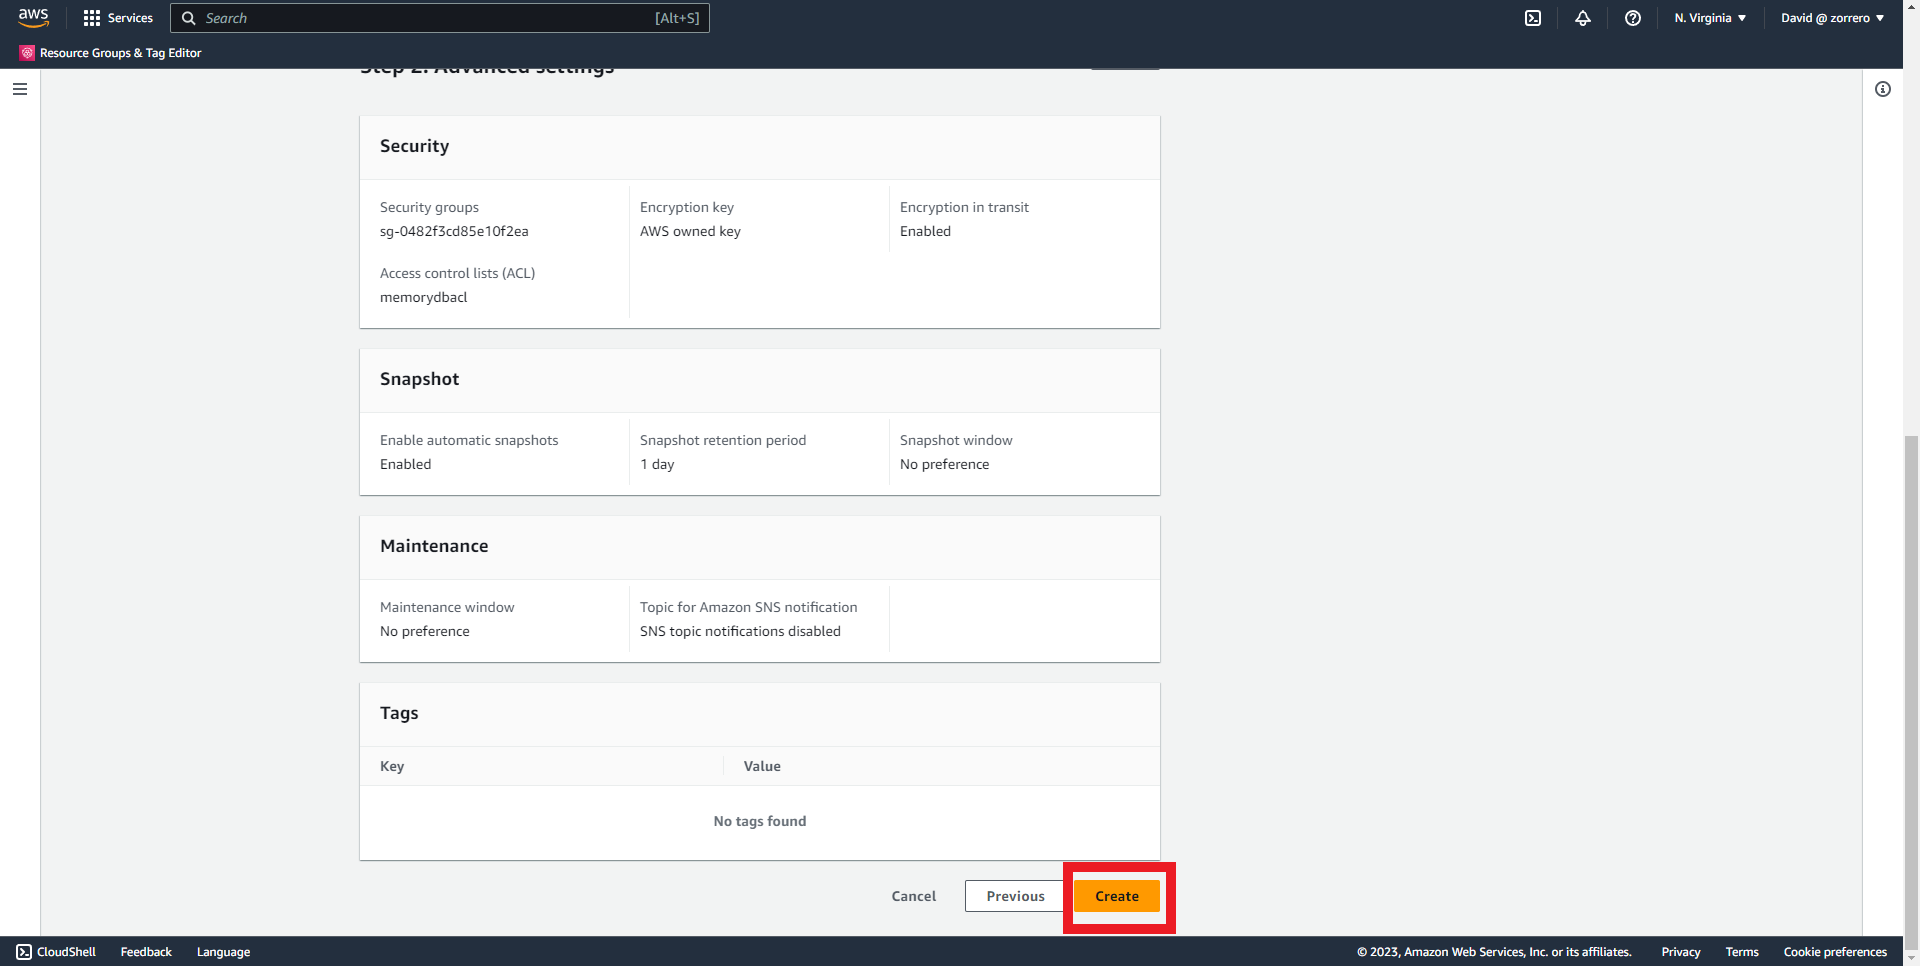 aws
Services
Search
[Alt+S]
N. Virginia
David @ zorrero
Resource Groups & Tag Editor
Step 2: Advanced settings
Security
Security groups
sg-0482f3cd85e10f2ea
Encryption key
AWS owned key
Encryption in transit
Enabled
Access control lists (ACL)
memorydbacl
Snapshot
Enable automatic snapshots
Enabled
Snapshot retention period
1 day
Snapshot window
No preference
Maintenance
Maintenance window
No preference
Topic for Amazon SNS notification
SNS topic notifications disabled
Tags
Key
Value
No tags found
Cancel
Previous
Create
CloudShell
Feedback
Language
© 2023, Amazon Web Services, Inc. or its affiliates.
Privacy
Terms
Cookie preferences